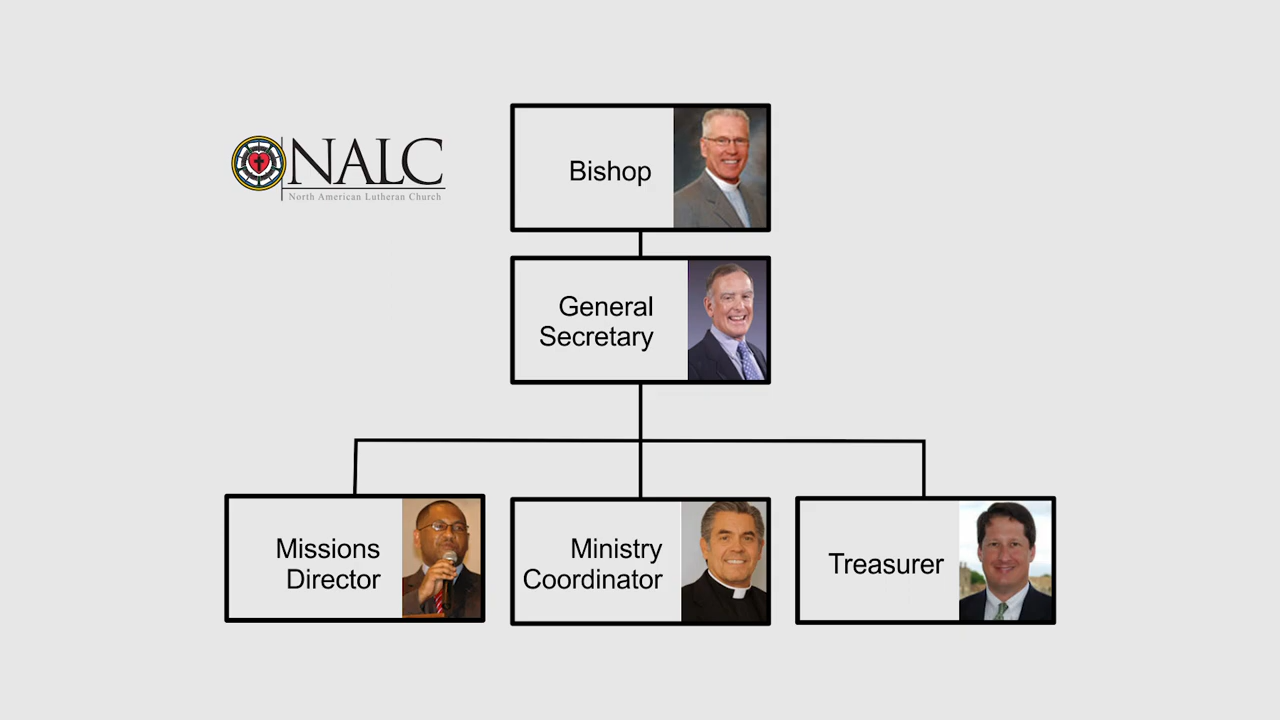 NALC
North American Lutheran Church
Bishop
General
Secretary
Missions
Director
Ministry
Coordinator
Treasurer